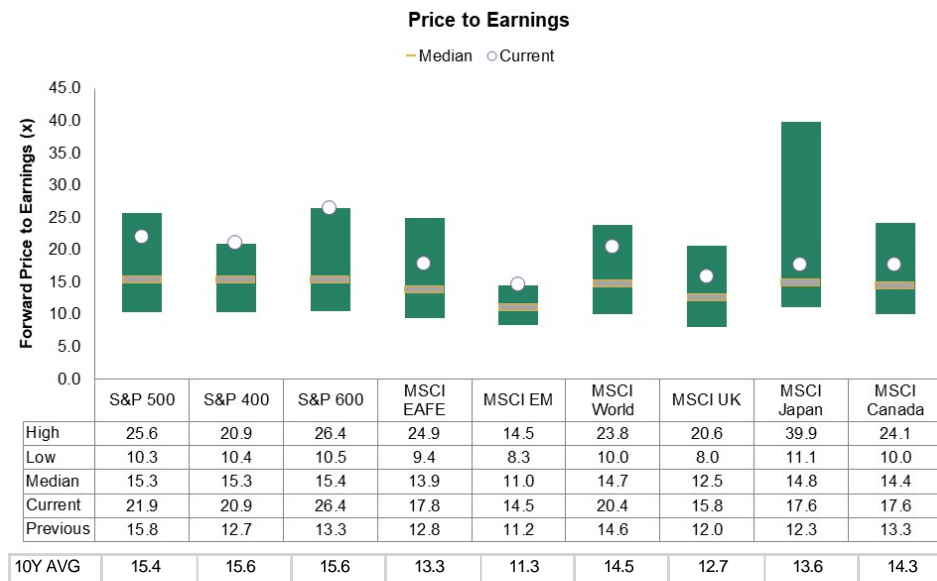 Price to Earnings
Median Current
Forward Price to Earnings (x)
45.0
40.0
35.0
30.0
25.0
20.0
15.0
10.0
5.0
0.0
S&P 500 S&P 400 S&P 600 MSCI EAFE MSCI EM MSCI World MSCI UK MSCI Japan MSCI Canada
High 25.6 20.9 26.4 24.9 14.5 23.8 20.6 39.9 24.1
Low 10.3 10.4 10.5 9.4 8.3 10.0 8.0 11.1 10.0
Median 15.3 15.3 15.4 13.9 11.0 14.7 12.5 14.8 14.4
Current 21.9 20.9 26.4 17.8 14.5 20.4 15.8 17.6 17.6
Previous 15.8 12.7 13.3 12.8 11.2 14.6 12.0 12.3 13.3
10Y AVG 15.4 15.6 15.6 13.3 11.3 14.5 12.7 13.6 14.3